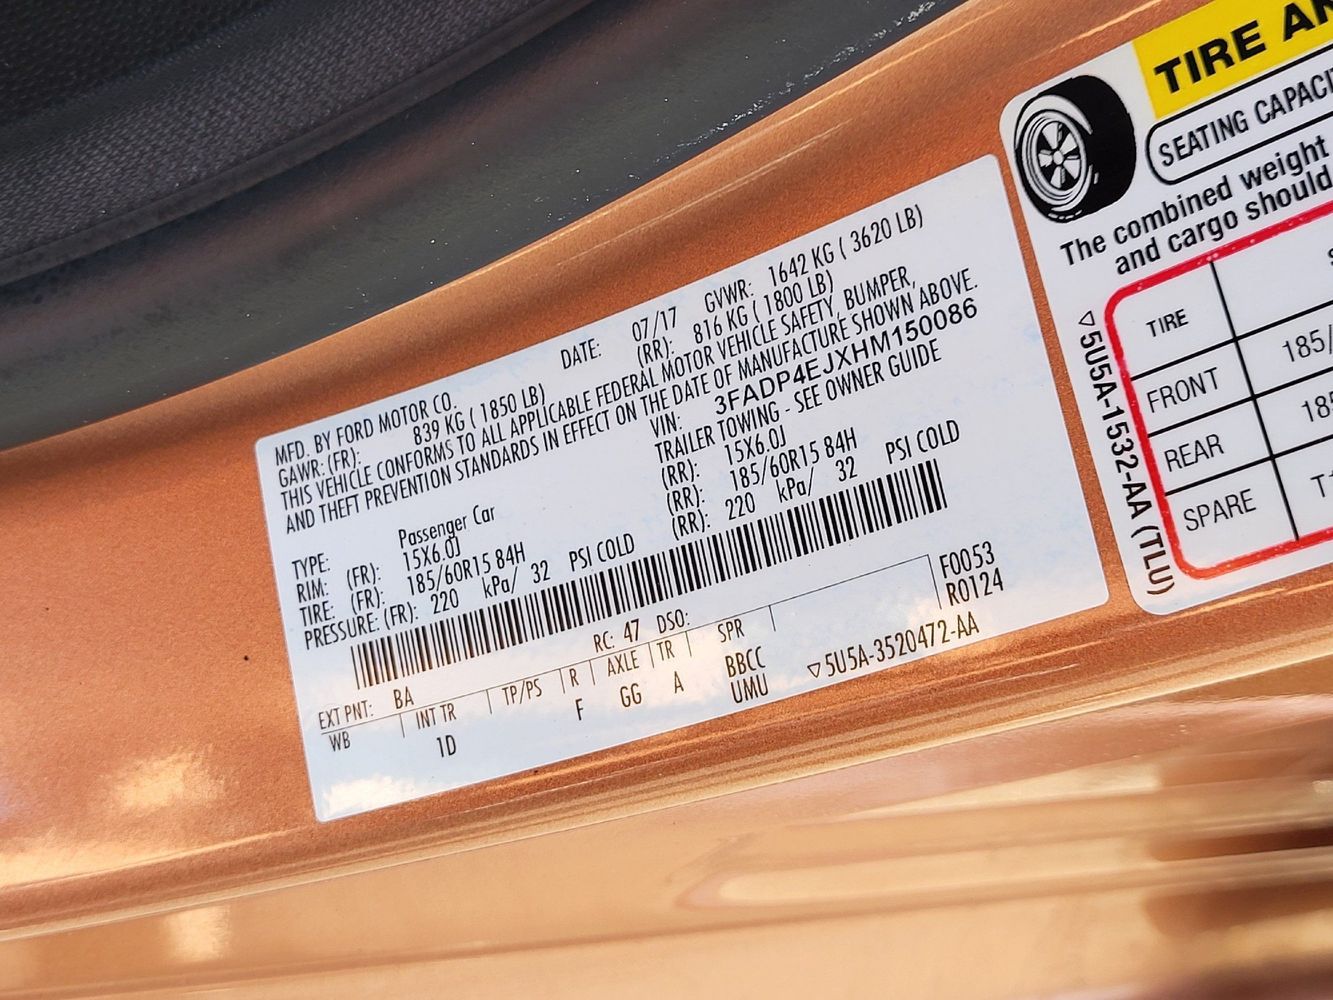 MFD. BY FORD MOTOR CO.
DATE: 07/17 GVWR: 1642 KG ( 3620 LB)
GAWR: (FR): 839 KG ( 1850 LB) (RR): 816 KG ( 1800 LB)
THIS VEHICLE CONFORMS TO ALL APPLICABLE FEDERAL MOTOR VEHICLE SAFETY, BUMPER,
AND THEFT PREVENTION STANDARDS IN EFFECT ON THE DATE OF MANUFACTURE SHOWN ABOVE.
VIN: 3FADP4EJXHM150086
TYPE: Passenger Car TRAILER TOWING - SEE OWNER GUIDE
RIM: (FR): 15X6.0J (RR): 15X6.0J
TIRE: (FR): 185/60R15 84H (RR): 185/60R15 84H
PRESSURE: (FR): 220 kPa/ 32 PSI COLD (RR): 220 kPa/ 32 PSI COLD
EXT PNT: BA RC: 47 DSO: F0053
WB INT TR TP/PS R AXLE TR SPR R0124
1D F GG A BBCC
UMU
▽5U5A-3520472-AA
TIRE
SEATING
The combined weight
and cargo should
TIRE
FRONT 185/
REAR
SPARE
▽5U5A-1532-AA (TLU)